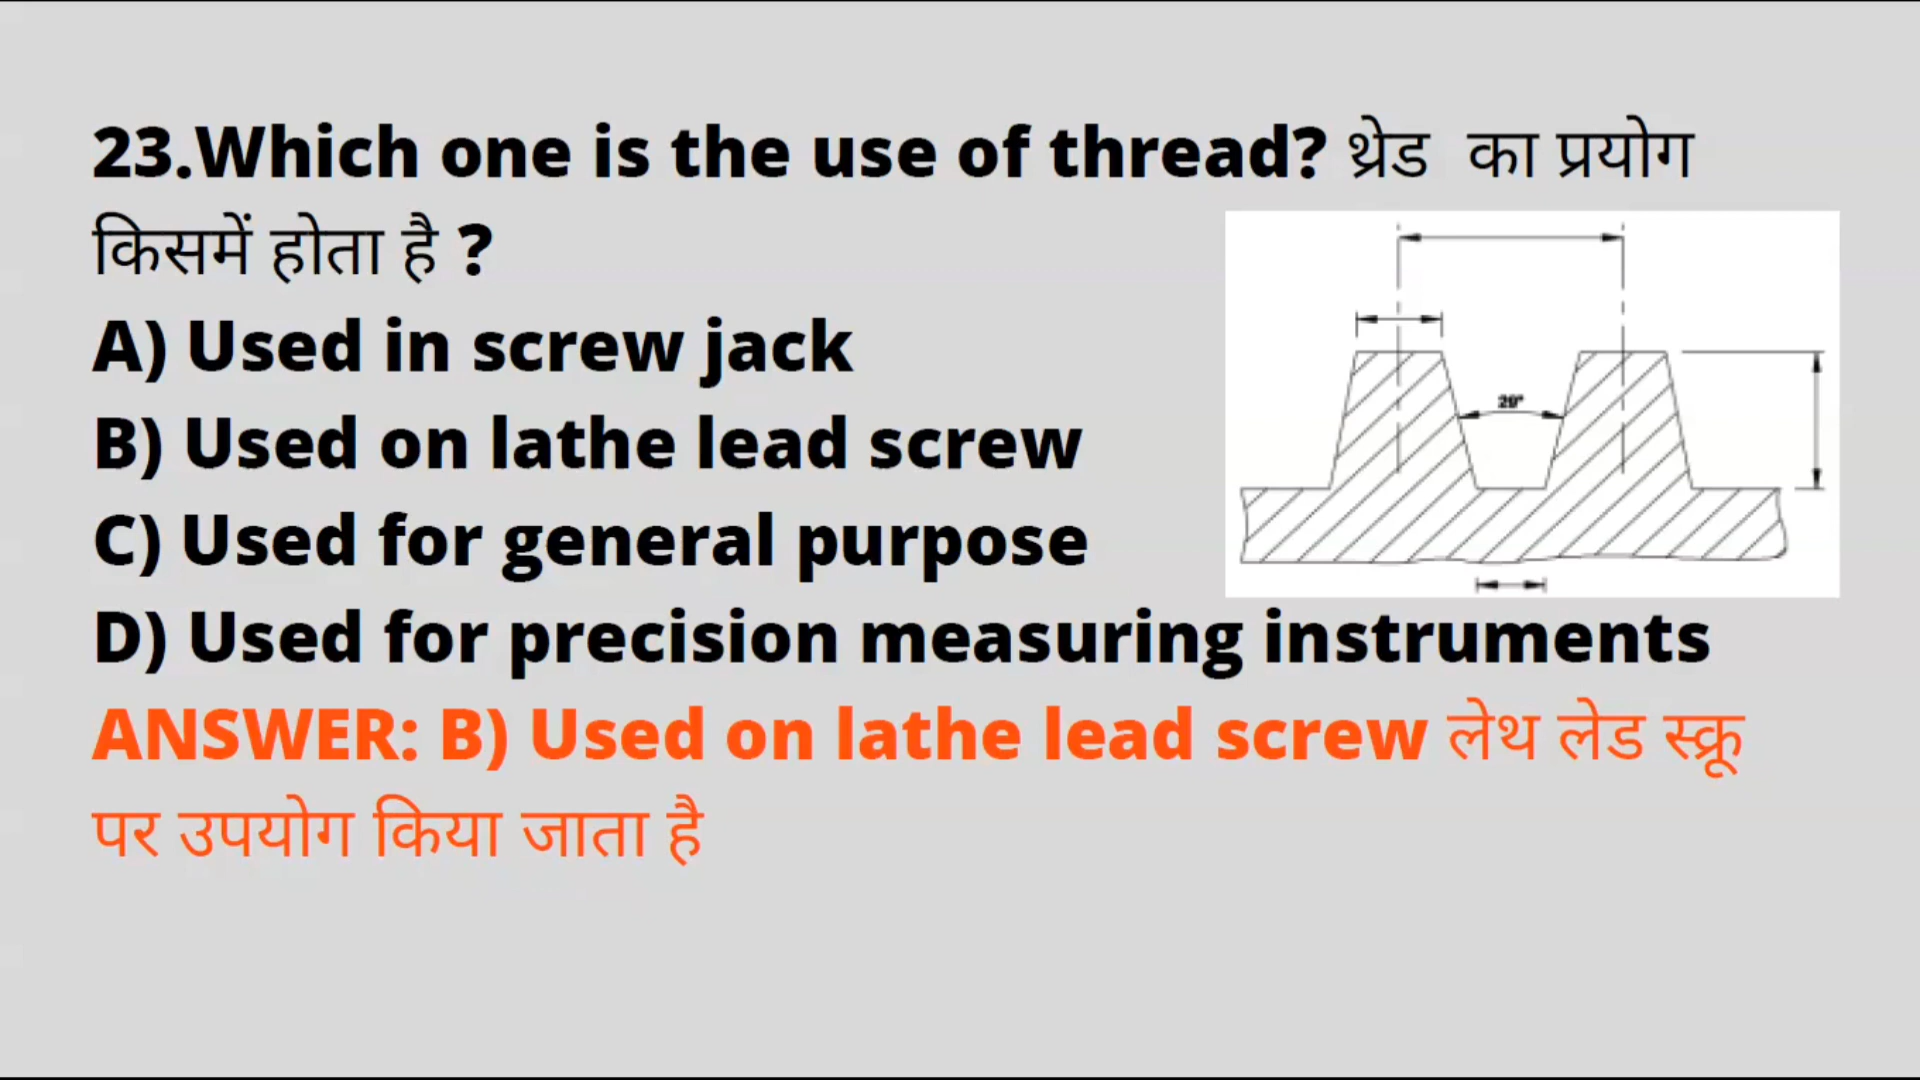 23.Which one is the use of thread? थ्रेड का प्रयोग
किसमें होता है ?
A) Used in screw jack
B) Used on lathe lead screw
C) Used for general purpose
D) Used for precision measuring instruments
ANSWER: B) Used on lathe lead screw लेथ लेड स्क्रू
पर उपयोग किया जाता है
29°